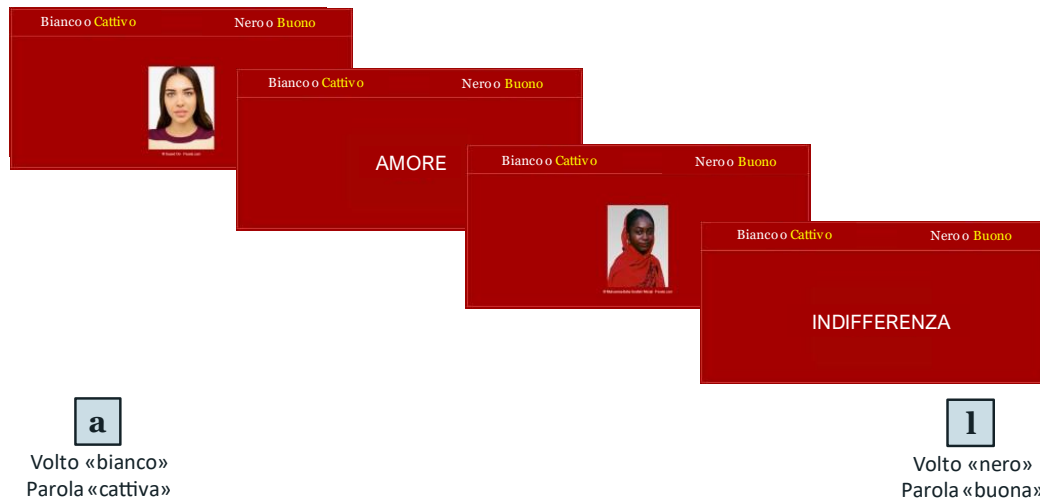 Bianco o Cattivo Nero o Buono
Bianco o Cattivo Nero o Buono
AMORE
Bianco o Cattivo Nero o Buono
Bianco o Cattivo Nero o Buono
INDIFFERENZA
a
l
Volto «bianco»
Parola «cattiva»
Volto «nero»
Parola «buona»